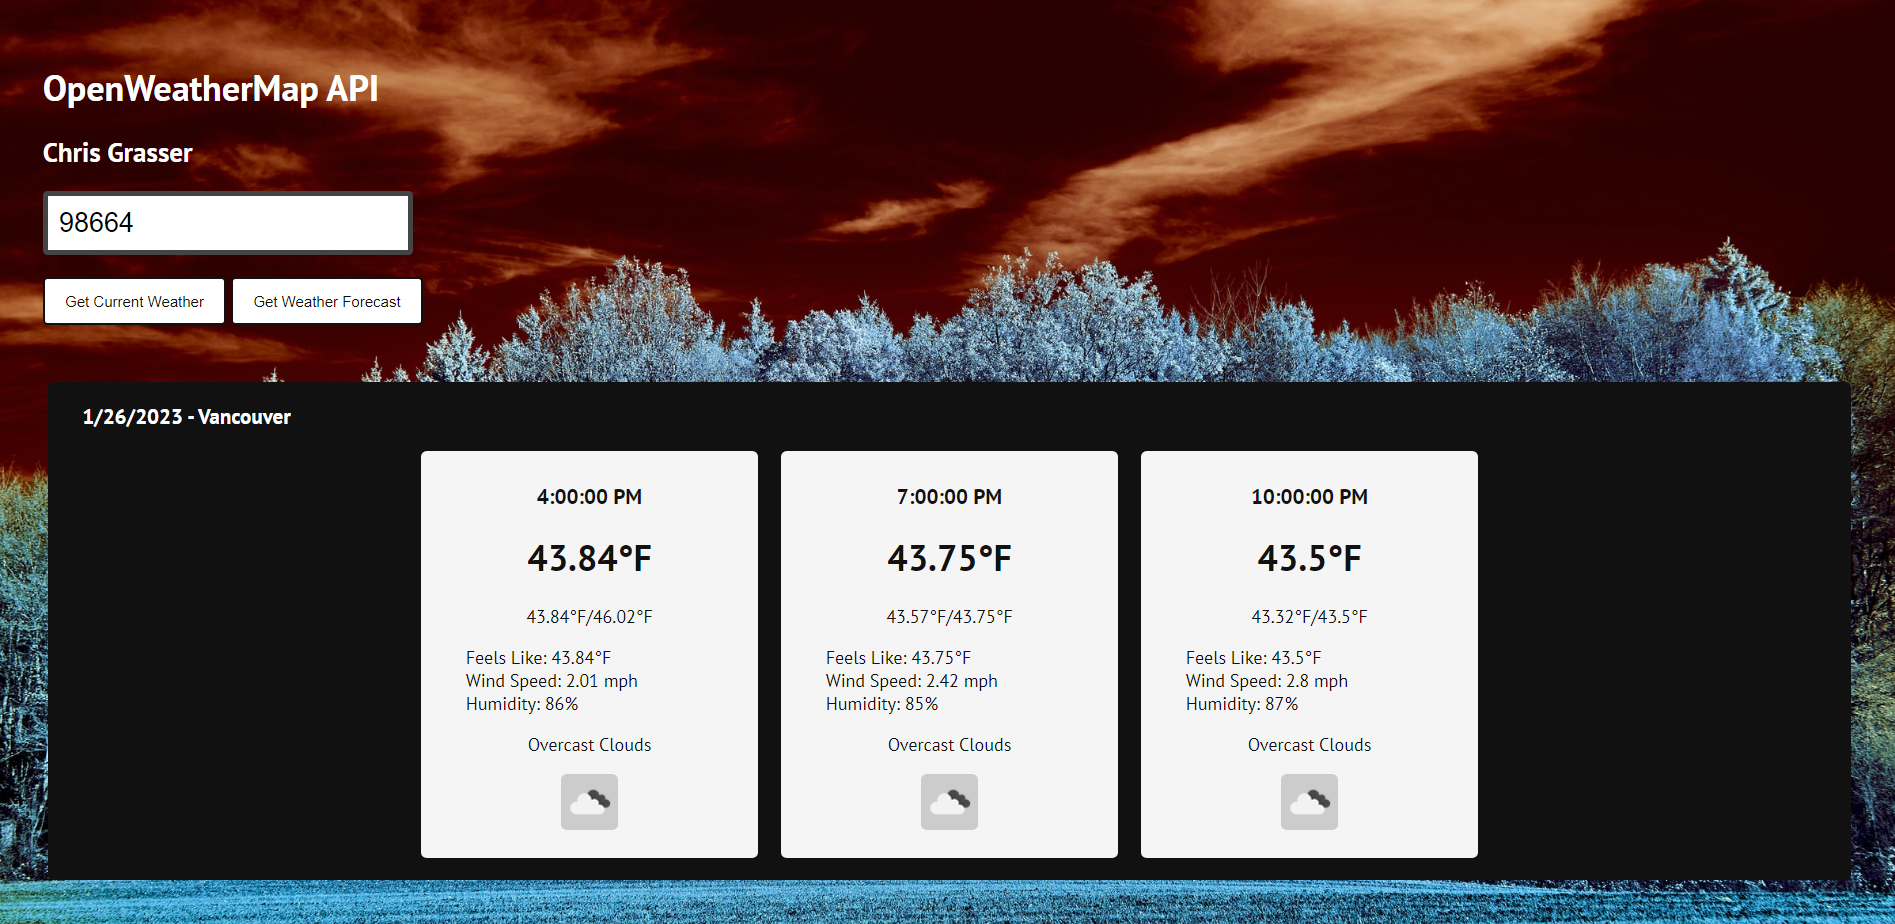 OpenWeatherMap API
Chris Grasser
98664
Get Current Weather
Get Weather Forecast
1/26/2023 - Vancouver
4:00:00 PM
43.84°F
43.84°F/46.02°F
Feels Like: 43.84°F
Wind Speed: 2.01 mph
Humidity: 86%
Overcast Clouds
7:00:00 PM
43.75°F
43.57°F/43.75°F
Feels Like: 43.75°F
Wind Speed: 2.42 mph
Humidity: 85%
Overcast Clouds
10:00:00 PM
43.5°F
43.32°F/43.5°F
Feels Like: 43.5°F
Wind Speed: 2.8 mph
Humidity: 87%
Overcast Clouds